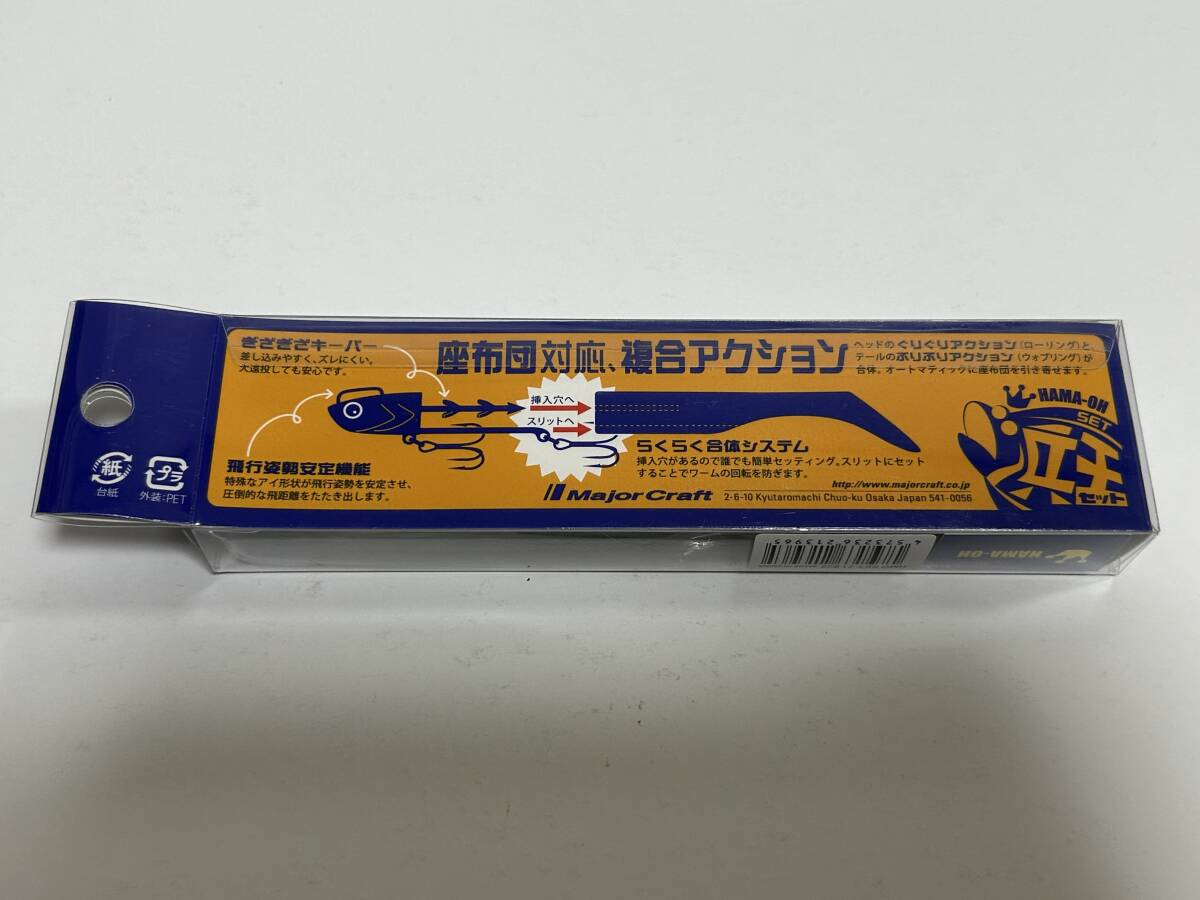 ぎざぎざキーパー
差し込みやすく、ズレにくい。
大遠投しても安心です。
座布団対応、複合アクション
ヘッドのぐりぐりアクション(ローリング)と、
テールのぷりぷりアクション(ウォブリング)が
合体。オートマティックに座布団を引き寄せます。
挿入穴へ
スリットへ
らくらく合体システム
挿入穴があるので誰でも簡単セッティング。スリットにセット
することでワームの回転を防ぎます。
飛行姿勢安定機能
特殊なアイ形状が飛行姿勢を安定させ、
圧倒的な飛距離をたたき出します。
Major Craft
2-6-10 Kyutaromachi Chuo-ku Osaka Japan 541-0056
http://www.majorcraft.co.jp
HAMA-OH
SET
浜王
セット
紙
台紙
プラ
外装:PET
4 573236 213965
HAMA-OH